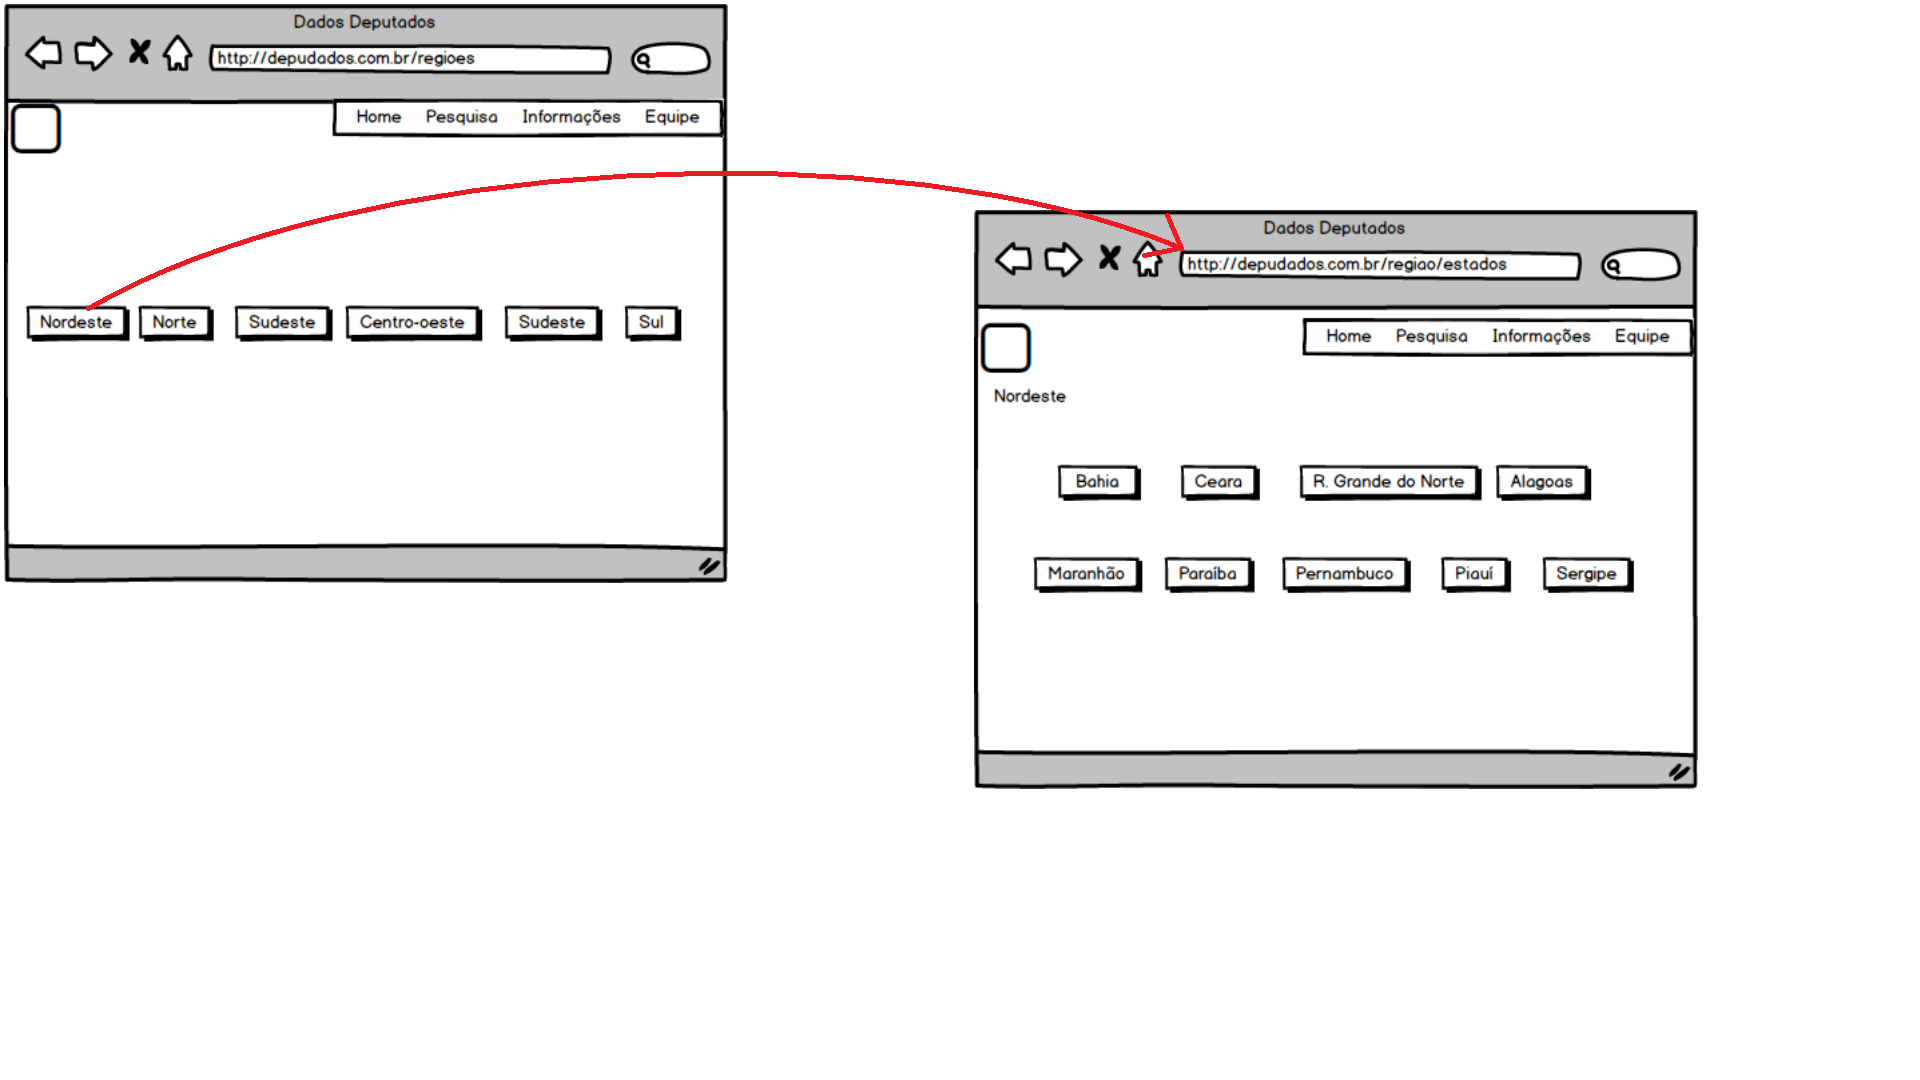 Dados Deputados
http://depudados.com.br/regioes
Home Pesquisa Informações Equipe
Nordeste Norte Sudeste Centro-oeste Sudeste Sul
Dados Deputados
http://depudados.com.br/regiao/estados
Home Pesquisa Informações Equipe
Nordeste
Bahia Ceara R. Grande do Norte Alagoas
Maranhão Paraíba Pernambuco Piauí Sergipe